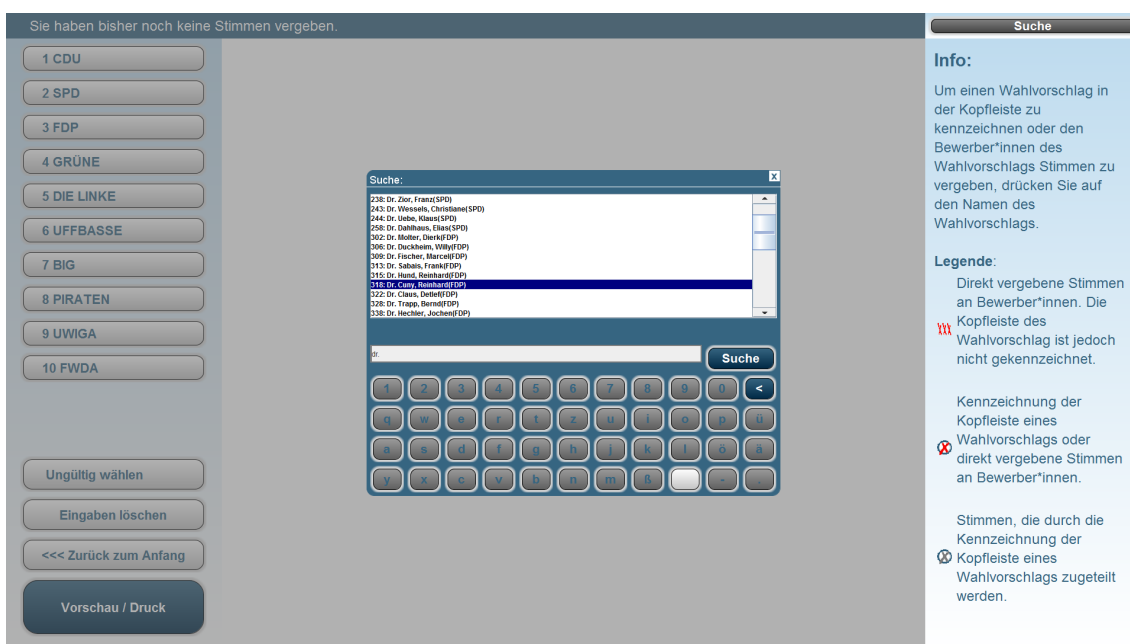 Sie haben bisher noch keine Stimmen vergeben.
1 CDU
2 SPD
3 FDP
4 GRÜNE
5 DIE LINKE
6 UFFBASSE
7 BIG
8 PIRATEN
9 UWIGA
10 FWDA
Ungültig wählen
Eingaben löschen
<<< Zurück zum Anfang
Vorschau / Druck
Suche:
x
238: Dr. Zior, Franz(SPD)
243: Dr. Wessels, Christiane(SPD)
244: Dr. Uebe, Klaus(SPD)
258: Dr. Dahlhaus, Elias(SPD)
302: Dr. Molter, Dierk(FDP)
306: Dr. Duckheim, Willy(FDP)
309: Dr. Fischer, Marcel(FDP)
313: Dr. Sabais, Frank(FDP)
315: Dr. Hund, Reinhard(FDP)
318: Dr. Cuny, Reinhard(FDP)
322: Dr. Claus, Detlef(FDP)
328: Dr. Trapp, Bernd(FDP)
338: Dr. Hechler, Jochen(FDP)
dr.
Suche
1 2 3 4 5 6 7 8 9 0 <
q w e r t z u i o p ü
a s d f g h j k l ö ä
y x c v b n m ß - .
Suche
Info:
Um einen Wahlvorschlag in
der Kopfleiste zu
kennzeichnen oder den
Bewerber*innen des
Wahlvorschlags Stimmen zu
vergeben, drücken Sie auf
den Namen des
Wahlvorschlags.
Legende:
Direkt vergebene Stimmen
an Bewerber*innen. Die
Kopfleiste des
Wahlvorschlag ist jedoch
nicht gekennzeichnet.
Kennzeichnung der
Kopfleiste eines
Wahlvorschlags oder
direkt vergebene Stimmen
an Bewerber*innen.
Stimmen, die durch die
Kennzeichnung der
Kopfleiste eines
Wahlvorschlags zugeteilt
werden.